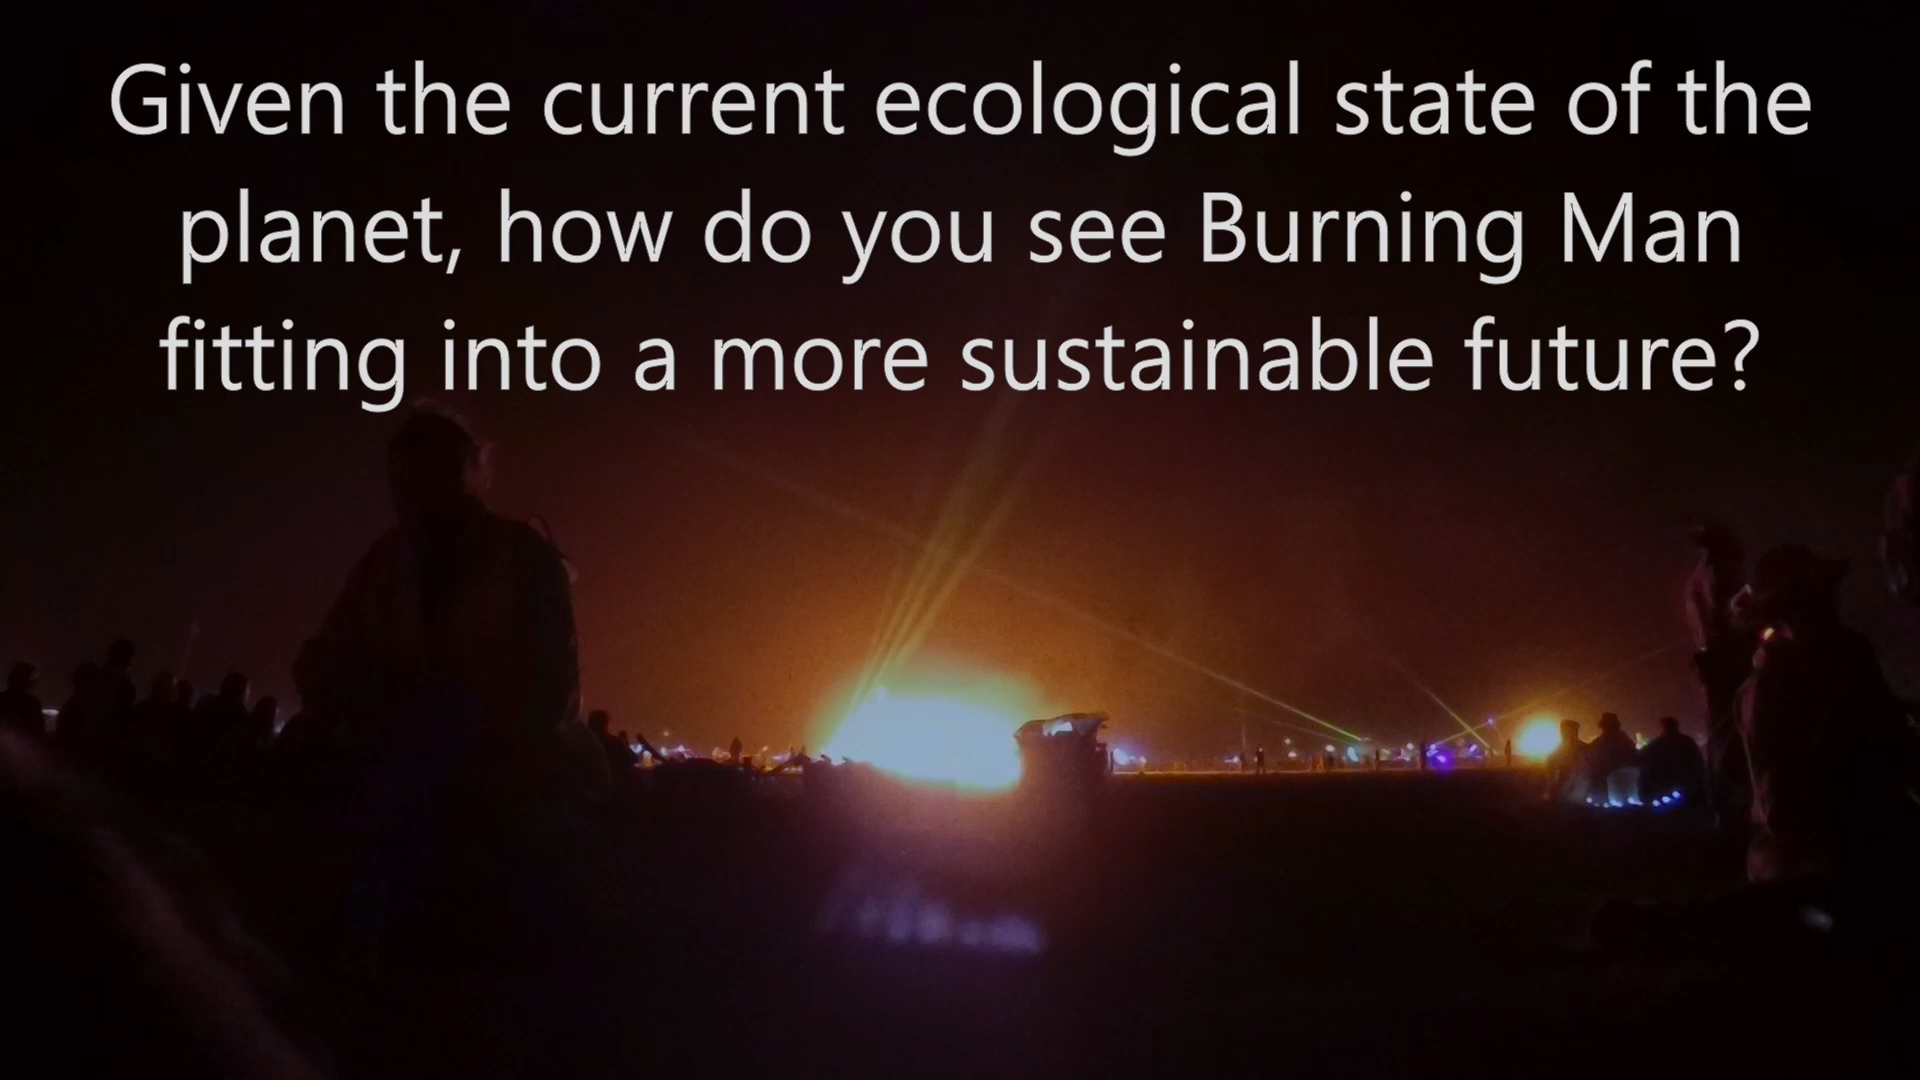 Given the current ecological state of the
planet, how do you see Burning Man
fitting into a more sustainable future?